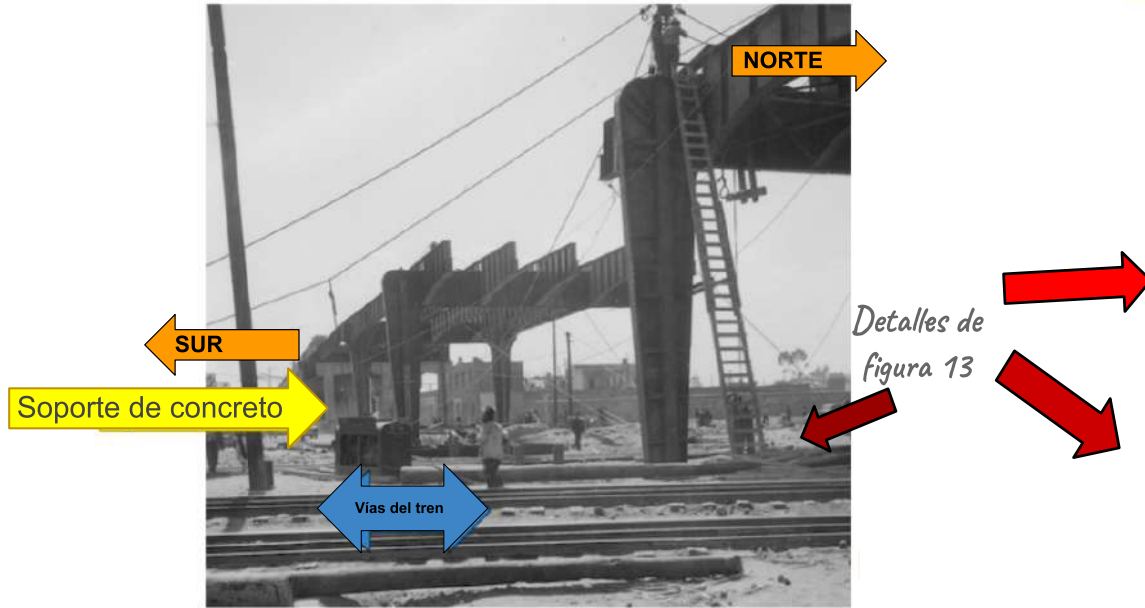 NORTE
SUR
Soporte de concreto
Detalles de
figura 13
Vías del tren